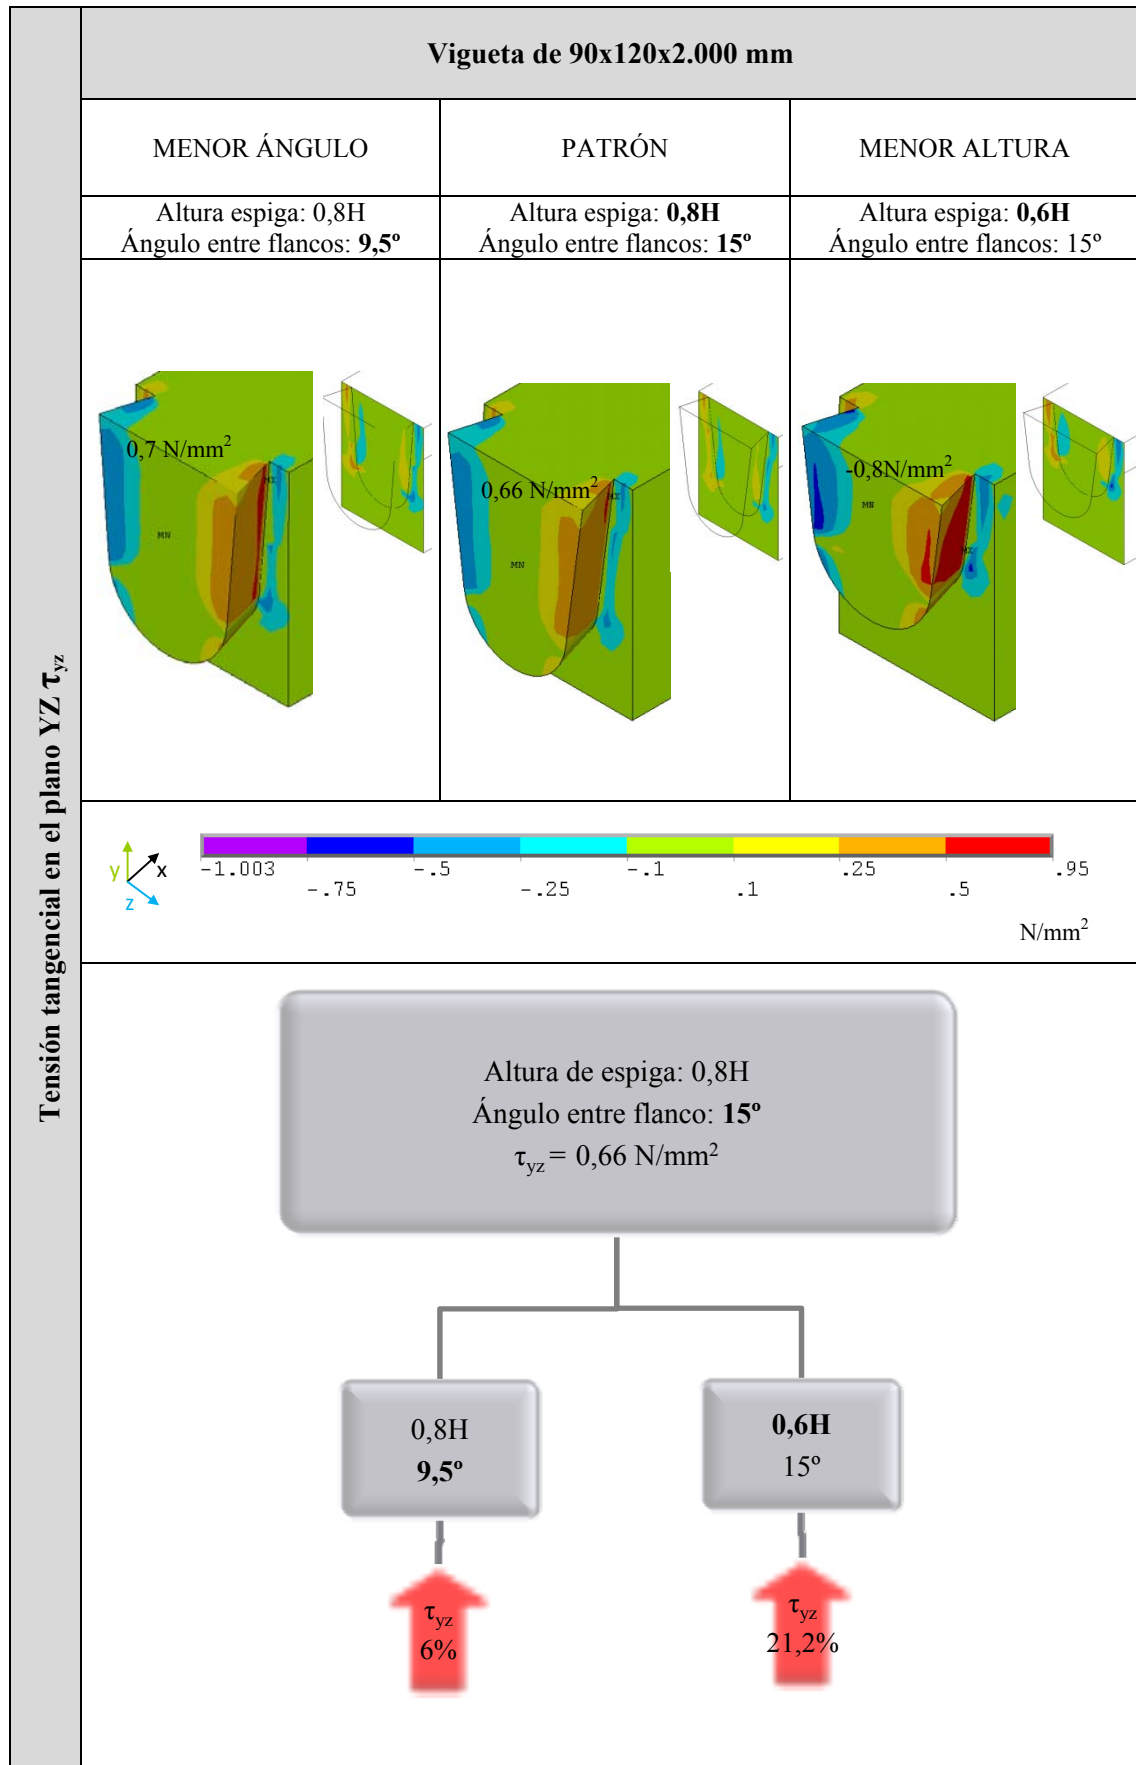 Vigueta de 90x120x2.000 mm
MENOR ÁNGULO
PATRÓN
MENOR ALTURA
Altura espiga: 0,8H
Ángulo entre flancos: 9,5º
Altura espiga: 0,8H
Ángulo entre flancos: 15º
Altura espiga: 0,6H
Ángulo entre flancos: 15º
Tensión tangencial en el plano YZ τyz
0,7 N/mm²
MX
MN
0,66 N/mm²
MX
MN
-0,8N/mm²
MN
MX
y x
z
-1.003 -.75 -.5 -.25 -.1 .1 .25 .5 .95
N/mm²
Altura de espiga: 0,8H
Ángulo entre flanco: 15º
τyz = 0,66 N/mm²
0,8H
9,5º
0,6H
15º
τyz
6%
τyz
21,2%